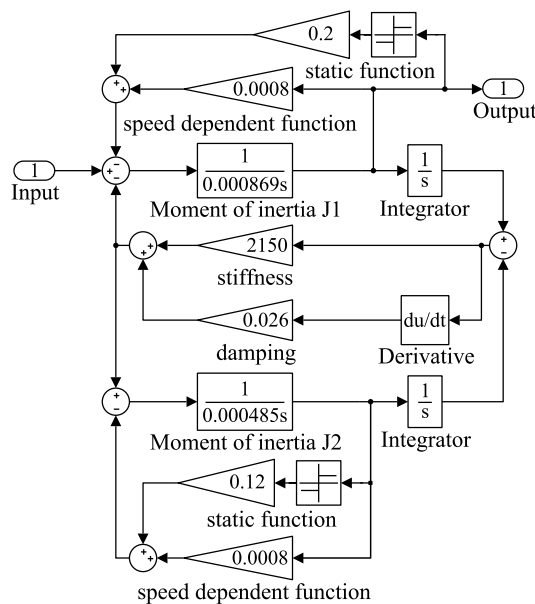 0.2
static function
0.0008
speed dependent function
1
Output
1
Input
1
0.000869s
Moment of inertia J1
1
s
Integrator
2150
stiffness
0.026
damping
du/dt
Derivative
1
0.000485s
Moment of inertia J2
1
s
Integrator
0.12
static function
0.0008
speed dependent function